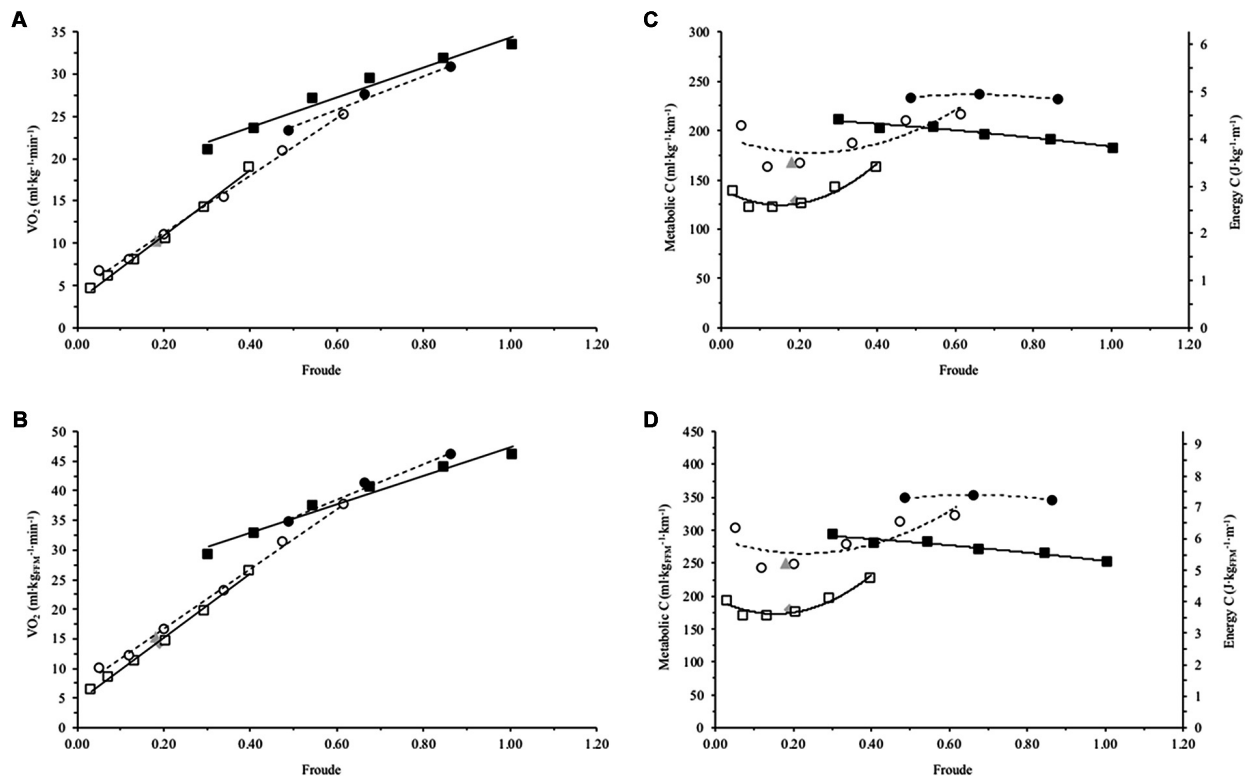 A
VO₂ (ml·kg⁻¹·min⁻¹)
35
30
25
20
15
10
5
0
0.00 0.20 0.40 0.60 0.80 1.00 1.20
Froude
C
Metabolic C (ml·kg⁻¹·km⁻¹)
300
250
200
150
100
50
0
0.00 0.20 0.40 0.60 0.80 1.00 1.20
Froude
6
5
4
3
2
1
0
Energy C (J·kg⁻¹·m⁻¹)
B
VO₂ (ml·kg_FFM⁻¹·min⁻¹)
50
45
40
35
30
25
20
15
10
5
0
0.00 0.20 0.40 0.60 0.80 1.00 1.20
Froude
D
Metabolic C (ml·kg_FFM⁻¹·km⁻¹)
450
400
350
300
250
200
150
100
50
0
0.00 0.20 0.40 0.60 0.80 1.00 1.20
Froude
9
8
7
6
5
4
3
2
1
0
Energy C (J·kg_FFM⁻¹·m⁻¹)